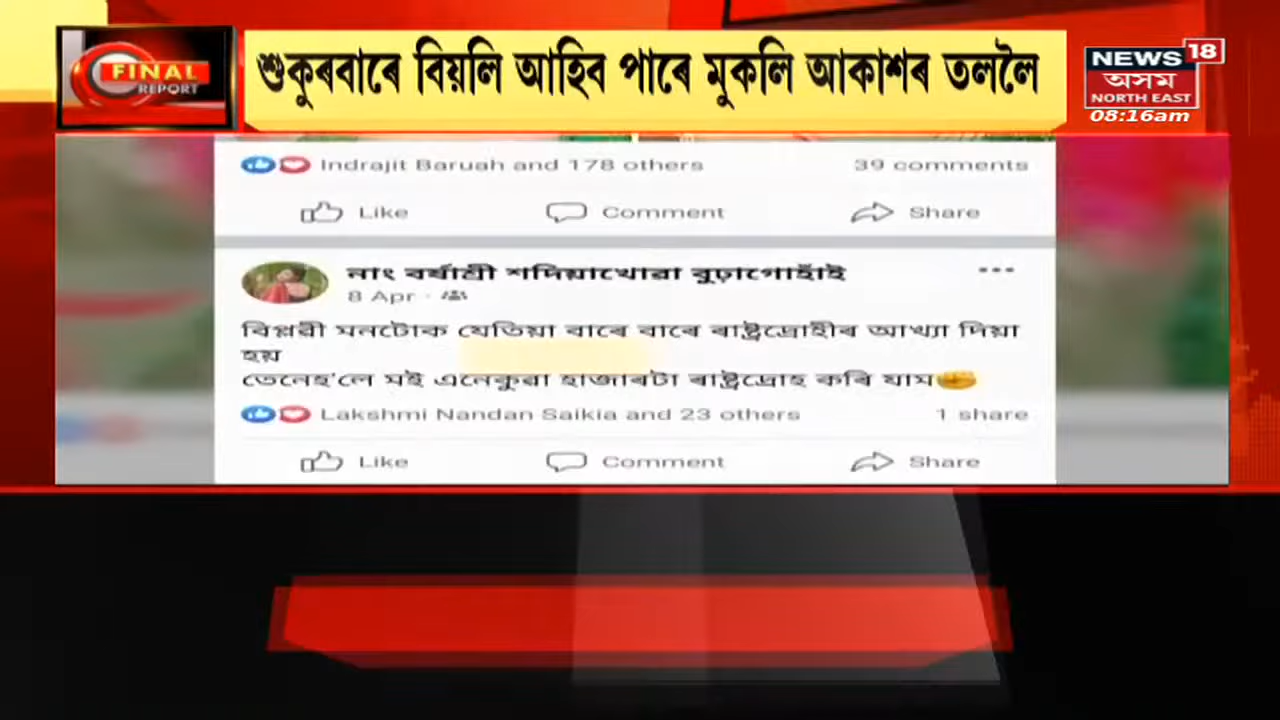 FINAL
REPORT
শুকুৰবাৰে বিয়লি আহিব পাৰে মুকলি আকাশৰ তললৈ
NEWS 18
অসম
NORTH EAST
08:16am
Indrajit Baruah and 178 others 39 comments
Like Comment Share
নাং বৰ্ষাশ্ৰী শদিয়াখোৱা বুঢ়াগোহাঁই
8 Apr ·
বিপ্লৱী মনটোক যেতিয়া বাৰে বাৰে ৰাষ্ট্ৰদ্ৰোহীৰ আখ্যা দিয়া
হয়
তেনেহ'লে মই এনেকুৱা হাজাৰটা ৰাষ্ট্ৰদ্ৰোহ কৰি যাম✊
Lakshmi Nandan Saikia and 23 others 1 share
Like Comment Share